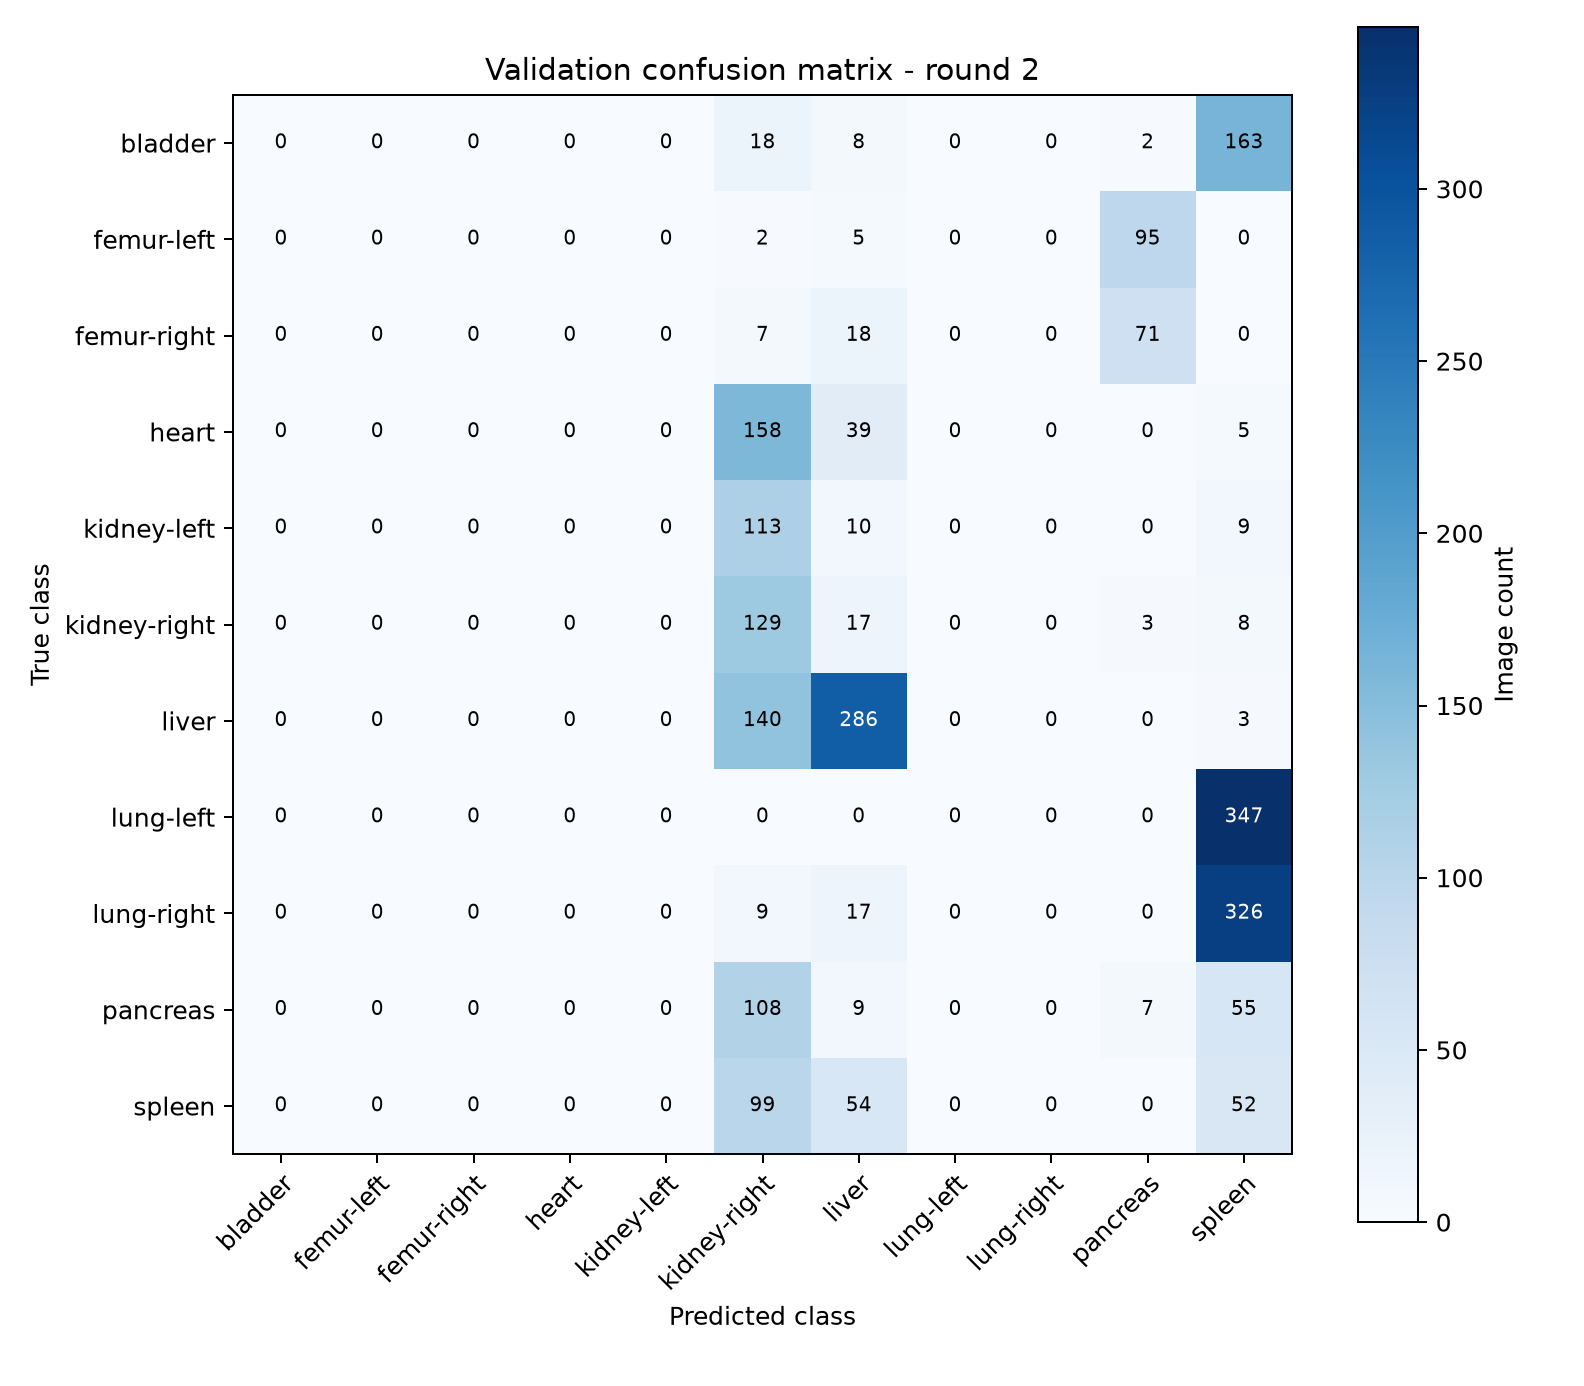 Validation confusion matrix - round 2
True class
bladder 0 0 0 0 0 18 8 0 0 2 163
femur-left 0 0 0 0 0 2 5 0 0 95 0
femur-right 0 0 0 0 0 7 18 0 0 71 0
heart 0 0 0 0 0 158 39 0 0 0 5
kidney-left 0 0 0 0 0 113 10 0 0 0 9
kidney-right 0 0 0 0 0 129 17 0 0 3 8
liver 0 0 0 0 0 140 286 0 0 0 3
lung-left 0 0 0 0 0 0 0 0 0 0 347
lung-right 0 0 0 0 0 9 17 0 0 0 326
pancreas 0 0 0 0 0 108 9 0 0 7 55
spleen 0 0 0 0 0 99 54 0 0 0 52
bladder femur-left femur-right heart kidney-left kidney-right liver lung-left lung-right pancreas spleen
Predicted class
300
250
200
150
100
50
0
Image count